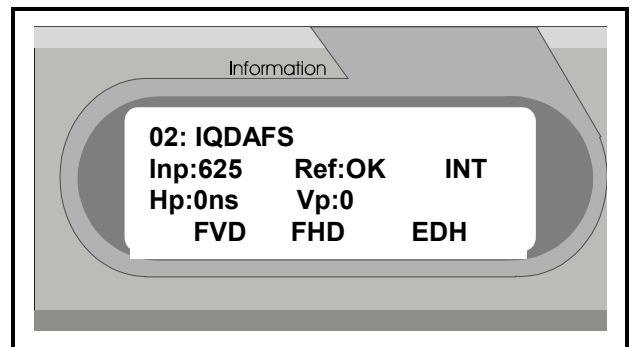 Information
02: IQDAFS
Inp:625 Ref:OK INT
Hp:0ns Vp:0
FVD FHD EDH